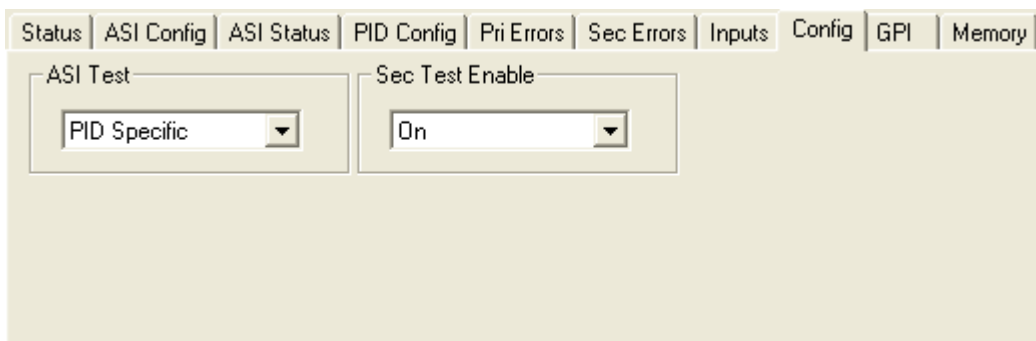 Status ASI Config ASI Status PID Config Pri Errors Sec Errors Inputs Config GPI Memory
ASI Test Sec Test Enable
PID Specific On